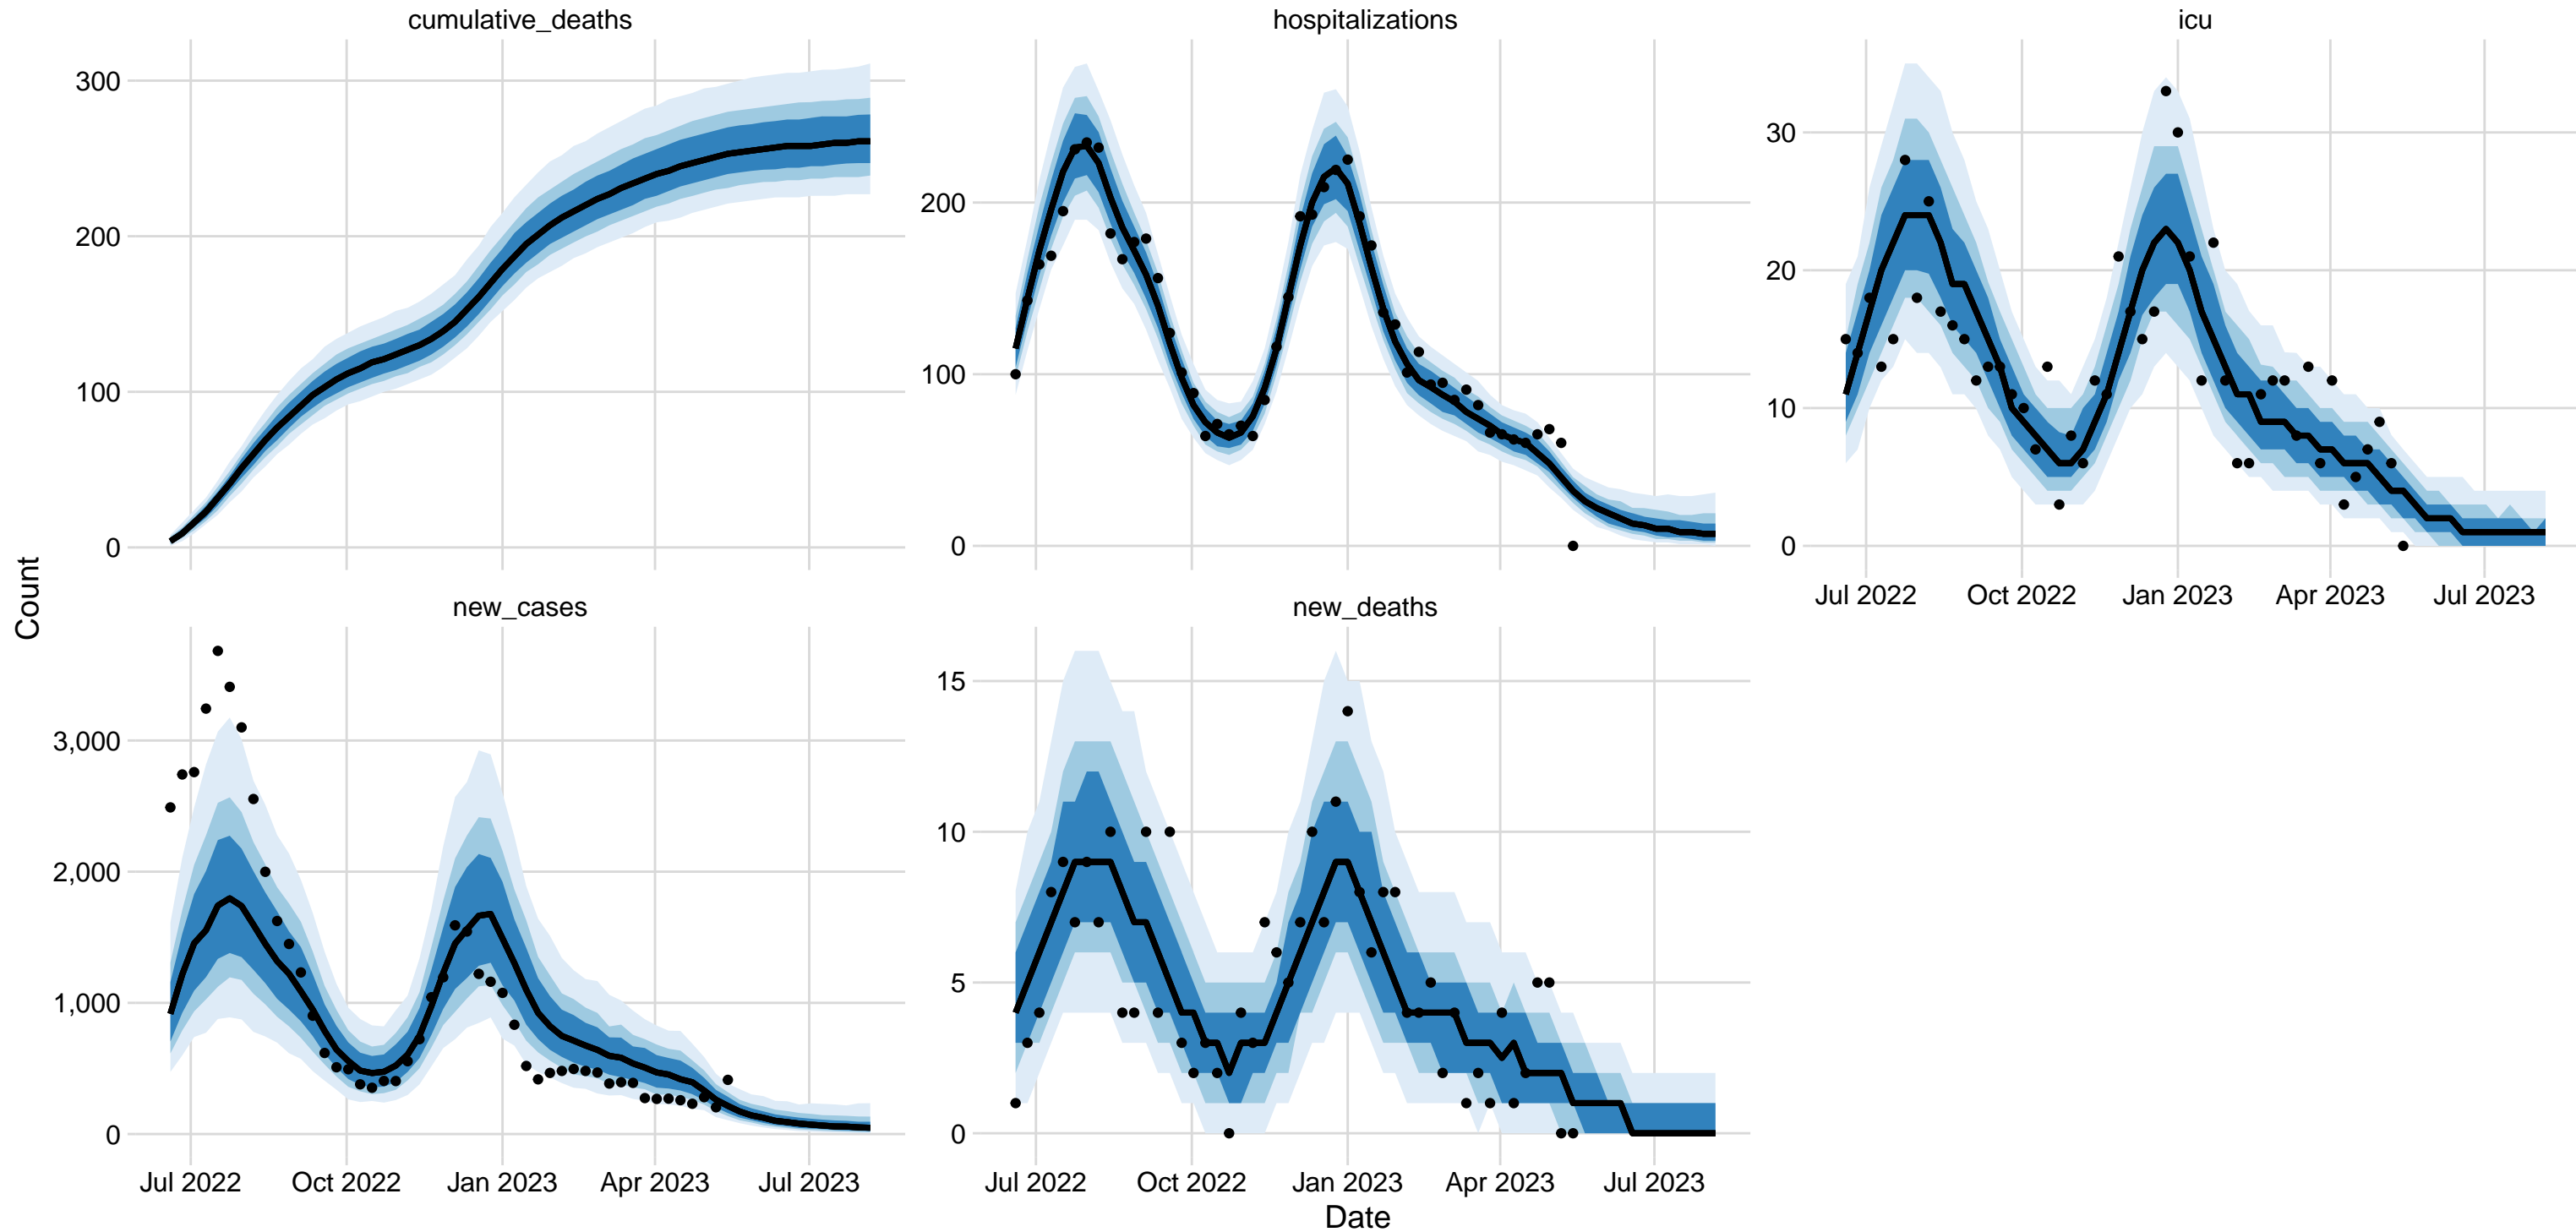 cumulative_deaths
hospitalizations
icu
300
200
100
0
200
100
0
30
20
10
0
Jul 2022
Oct 2022
Jan 2023
Apr 2023
Jul 2023
Count
new_cases
new_deaths
3,000
2,000
1,000
0
15
10
5
0
Jul 2022
Oct 2022
Jan 2023
Apr 2023
Jul 2023
Jul 2022
Oct 2022
Jan 2023
Apr 2023
Jul 2023
Date